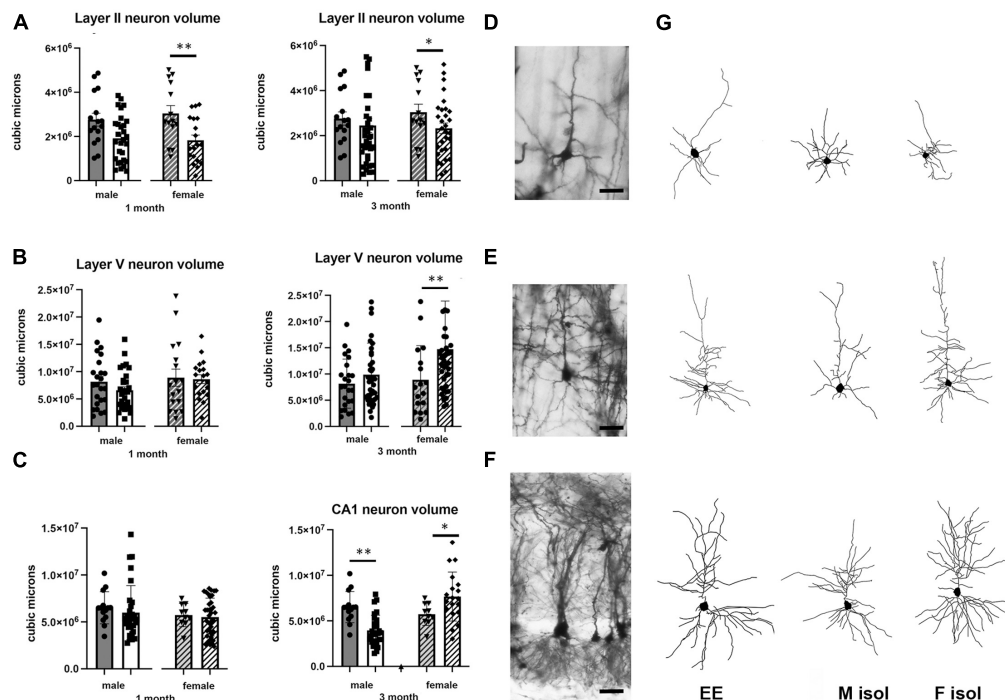 A
Layer II neuron volume
cubic microns
6×10⁶
4×10⁶
2×10⁶
0
**
male
female
1 month
Layer II neuron volume
cubic microns
6×10⁶
4×10⁶
2×10⁶
0
*
male
female
3 month
D
G
B
Layer V neuron volume
cubic microns
2.5×10⁷
2.0×10⁷
1.5×10⁷
1.0×10⁷
5.0×10⁶
0.0
male
female
1 month
Layer V neuron volume
cubic microns
2.5×10⁷
2.0×10⁷
1.5×10⁷
1.0×10⁷
5.0×10⁶
0.0
**
male
female
3 month
E
C
cubic microns
1.5×10⁷
1.0×10⁷
5.0×10⁶
0.0
male
female
1 month
CA1 neuron volume
cubic microns
1.5×10⁷
1.0×10⁷
5.0×10⁶
0.0
**
*
male
female
3 month
F
EE
M isol
F isol